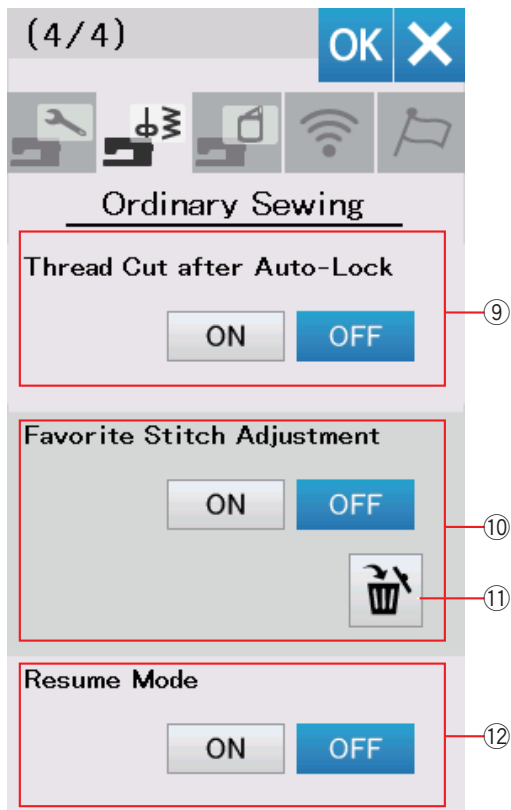 (4/4)
OK
Ordinary Sewing
Thread Cut after Auto-Lock
ON OFF
⑨
Favorite Stitch Adjustment
ON OFF
⑩
⑪
Resume Mode
ON OFF
⑫